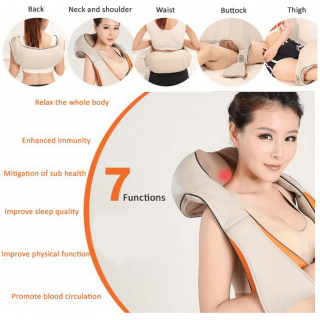 Back
Neck and shoulder
Waist
Buttock
Thigh
Relax the whole body
Enhanced immunity
Mitigation of sub health
7 Functions
Improve sleep quality
Improve physical function
Promote blood circulation